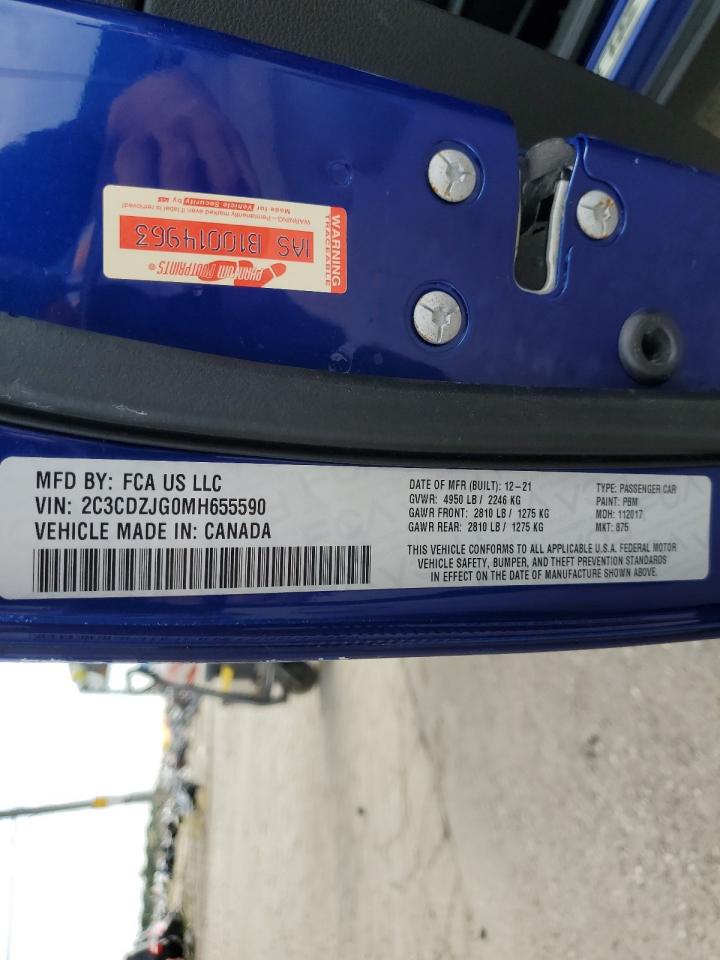 WARNING
TRACEABLE
PHANTOM FOOTPRINTS®
IAS B10014963
Made for Vehicle Security by IAS
WARNING—Permanently marked even if label is removed!
MFD BY: FCA US LLC
VIN: 2C3CDZJG0MH655590
VEHICLE MADE IN: CANADA
DATE OF MFR (BUILT): 12-21
GVWR: 4950 LB / 2246 KG
GAWR FRONT: 2810 LB / 1275 KG
GAWR REAR: 2810 LB / 1275 KG
TYPE: PASSENGER CAR
PAINT: PBM
MDH: 112017
MKT: 875
THIS VEHICLE CONFORMS TO ALL APPLICABLE U.S.A. FEDERAL MOTOR
VEHICLE SAFETY, BUMPER, AND THEFT PREVENTION STANDARDS
IN EFFECT ON THE DATE OF MANUFACTURE SHOWN ABOVE.